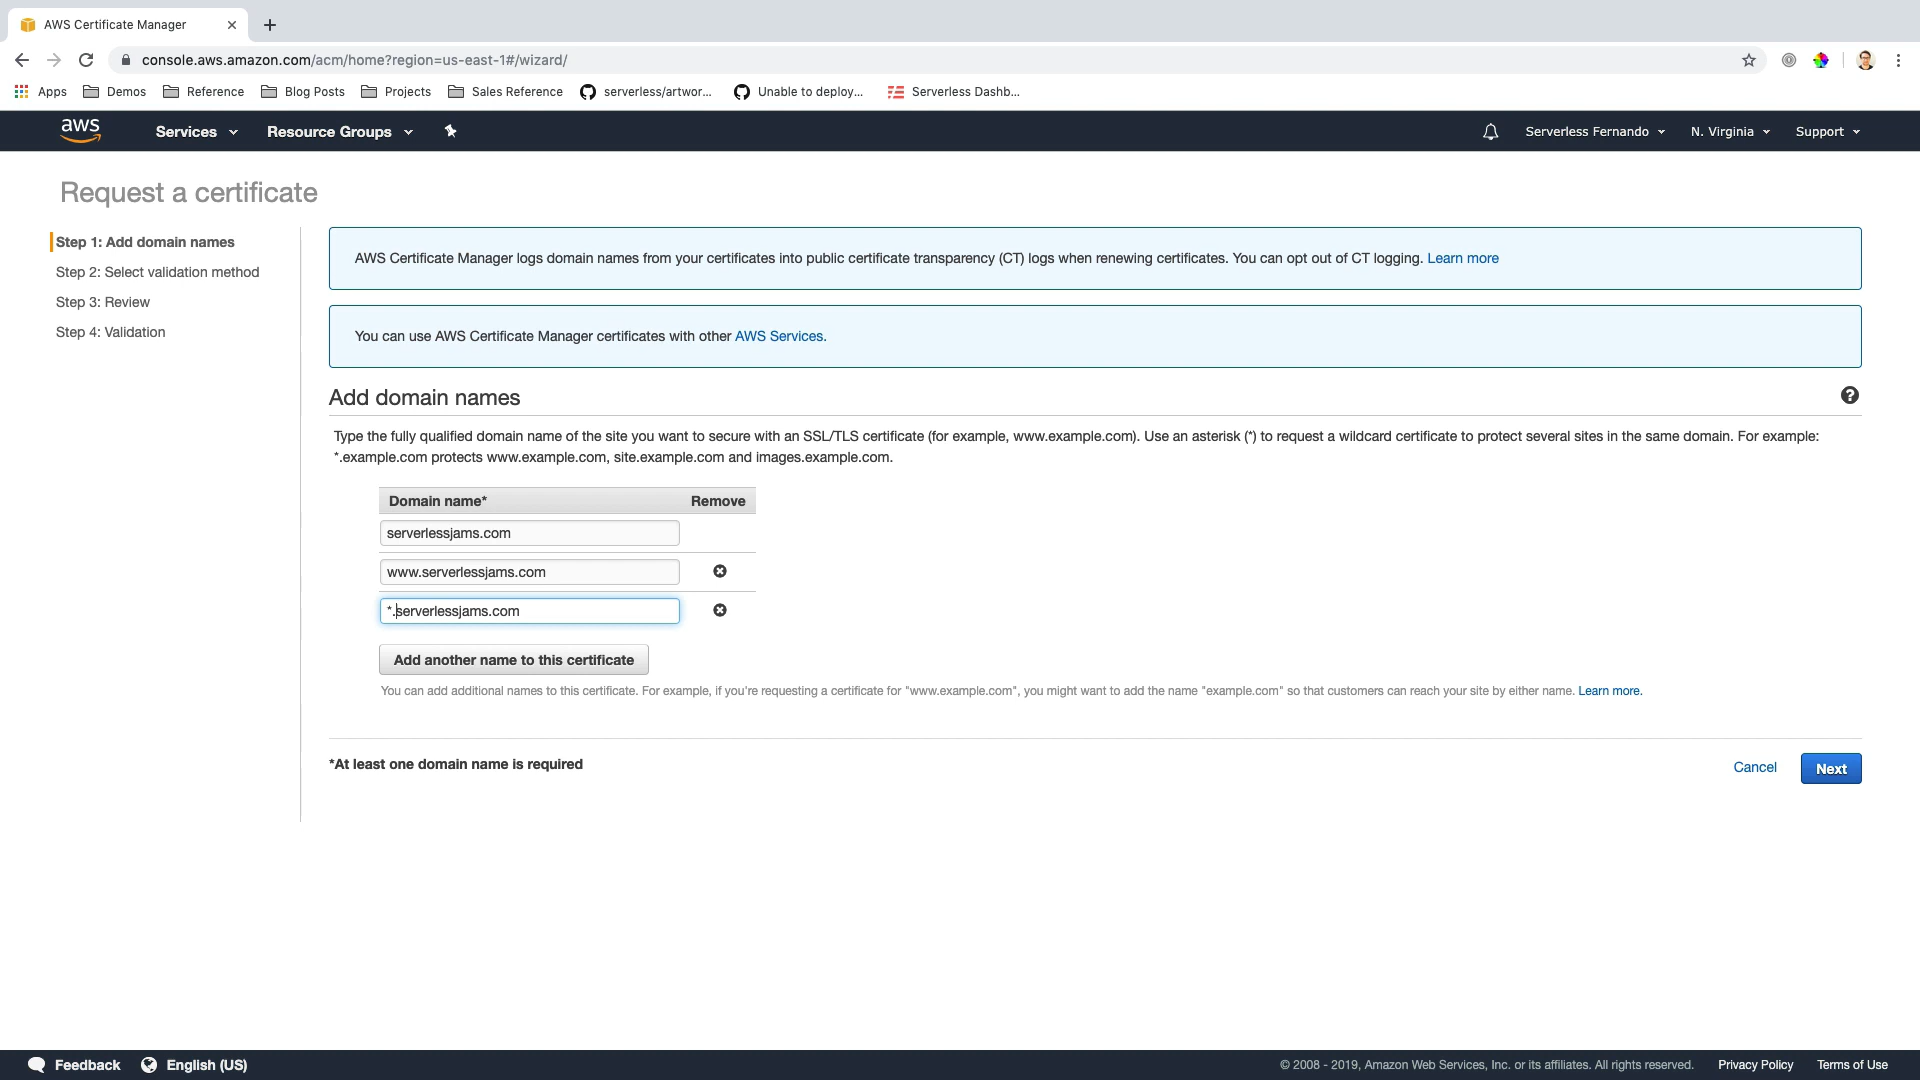 AWS Certificate Manager
console.aws.amazon.com/acm/home?region=us-east-1#/wizard/
Apps Demos Reference Blog Posts Projects Sales Reference serverless/artwor... Unable to deploy... Serverless Dashb...
aws Services Resource Groups Serverless Fernando N. Virginia Support
Request a certificate
Step 1: Add domain names
Step 2: Select validation method
Step 3: Review
Step 4: Validation
AWS Certificate Manager logs domain names from your certificates into public certificate transparency (CT) logs when renewing certificates. You can opt out of CT logging. Learn more
You can use AWS Certificate Manager certificates with other AWS Services.
Add domain names
Type the fully qualified domain name of the site you want to secure with an SSL/TLS certificate (for example, www.example.com). Use an asterisk (*) to request a wildcard certificate to protect several sites in the same domain. For example:
*.example.com protects www.example.com, site.example.com and images.example.com.
Domain name* Remove
serverlessjams.com
www.serverlessjams.com
*.serverlessjams.com
Add another name to this certificate
You can add additional names to this certificate. For example, if you're requesting a certificate for "www.example.com", you might want to add the name "example.com" so that customers can reach your site by either name. Learn more.
*At least one domain name is required
Cancel Next
Feedback English (US) © 2008 - 2019, Amazon Web Services, Inc. or its affiliates. All rights reserved. Privacy Policy Terms of Use